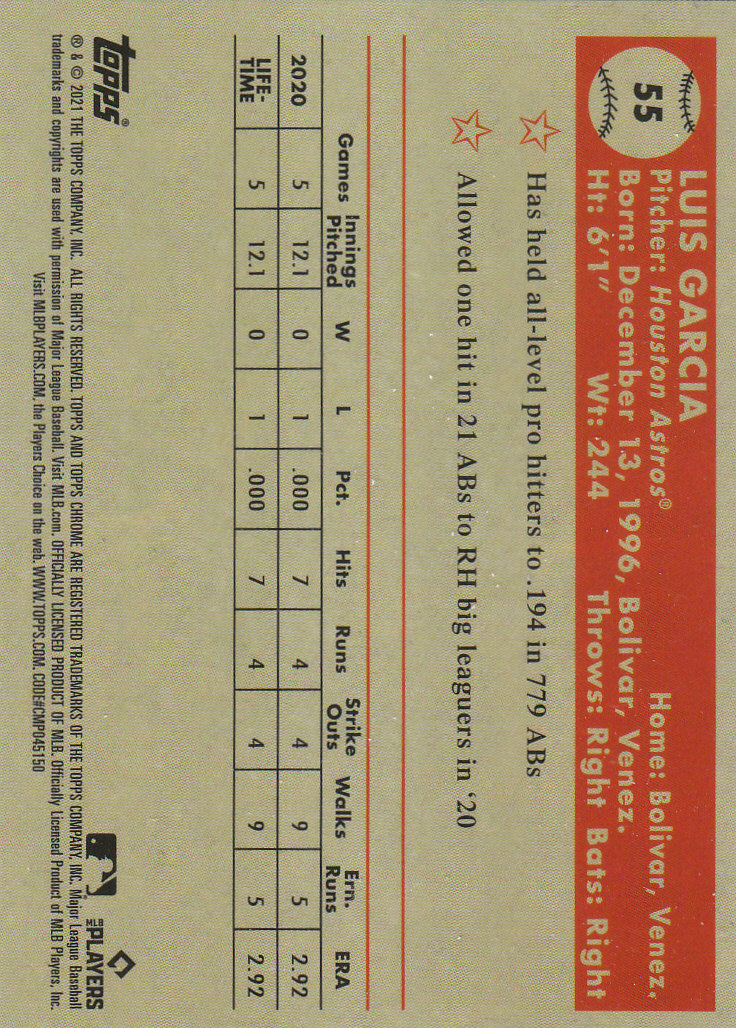 55
LUIS GARCIA
Pitcher: Houston Astros® Home: Bolivar, Venez.
Born: December 13, 1996, Bolivar, Venez.
Ht: 6'1" Wt: 244 Throws: Right Bats: Right
Has held all-level pro hitters to .194 in 779 ABs
Allowed one hit in 21 ABs to RH big leaguers in '20
Games Innings Pitched W L Pct. Hits Runs Strike Outs Walks Ern. Runs ERA
2020 5 12.1 0 1 .000 7 4 4 9 5 2.92
LIFE-TIME 5 12.1 0 1 .000 7 4 4 9 5 2.92
topps®
MLB PLAYERS
® & © 2021 THE TOPPS COMPANY, INC. ALL RIGHTS RESERVED. TOPPS AND TOPPS CHROME ARE REGISTERED TRADEMARKS OF THE TOPPS COMPANY, INC. Major League Baseball
trademarks and copyrights are used with permission of Major League Baseball. Visit MLB.com. OFFICIALLY LICENSED PRODUCT OF MLB. Officially Licensed Product of MLB Players, Inc.
Visit MLBPLAYERS.COM, the Players Choice on the web. WWW.TOPPS.COM. CODE#CMP045150